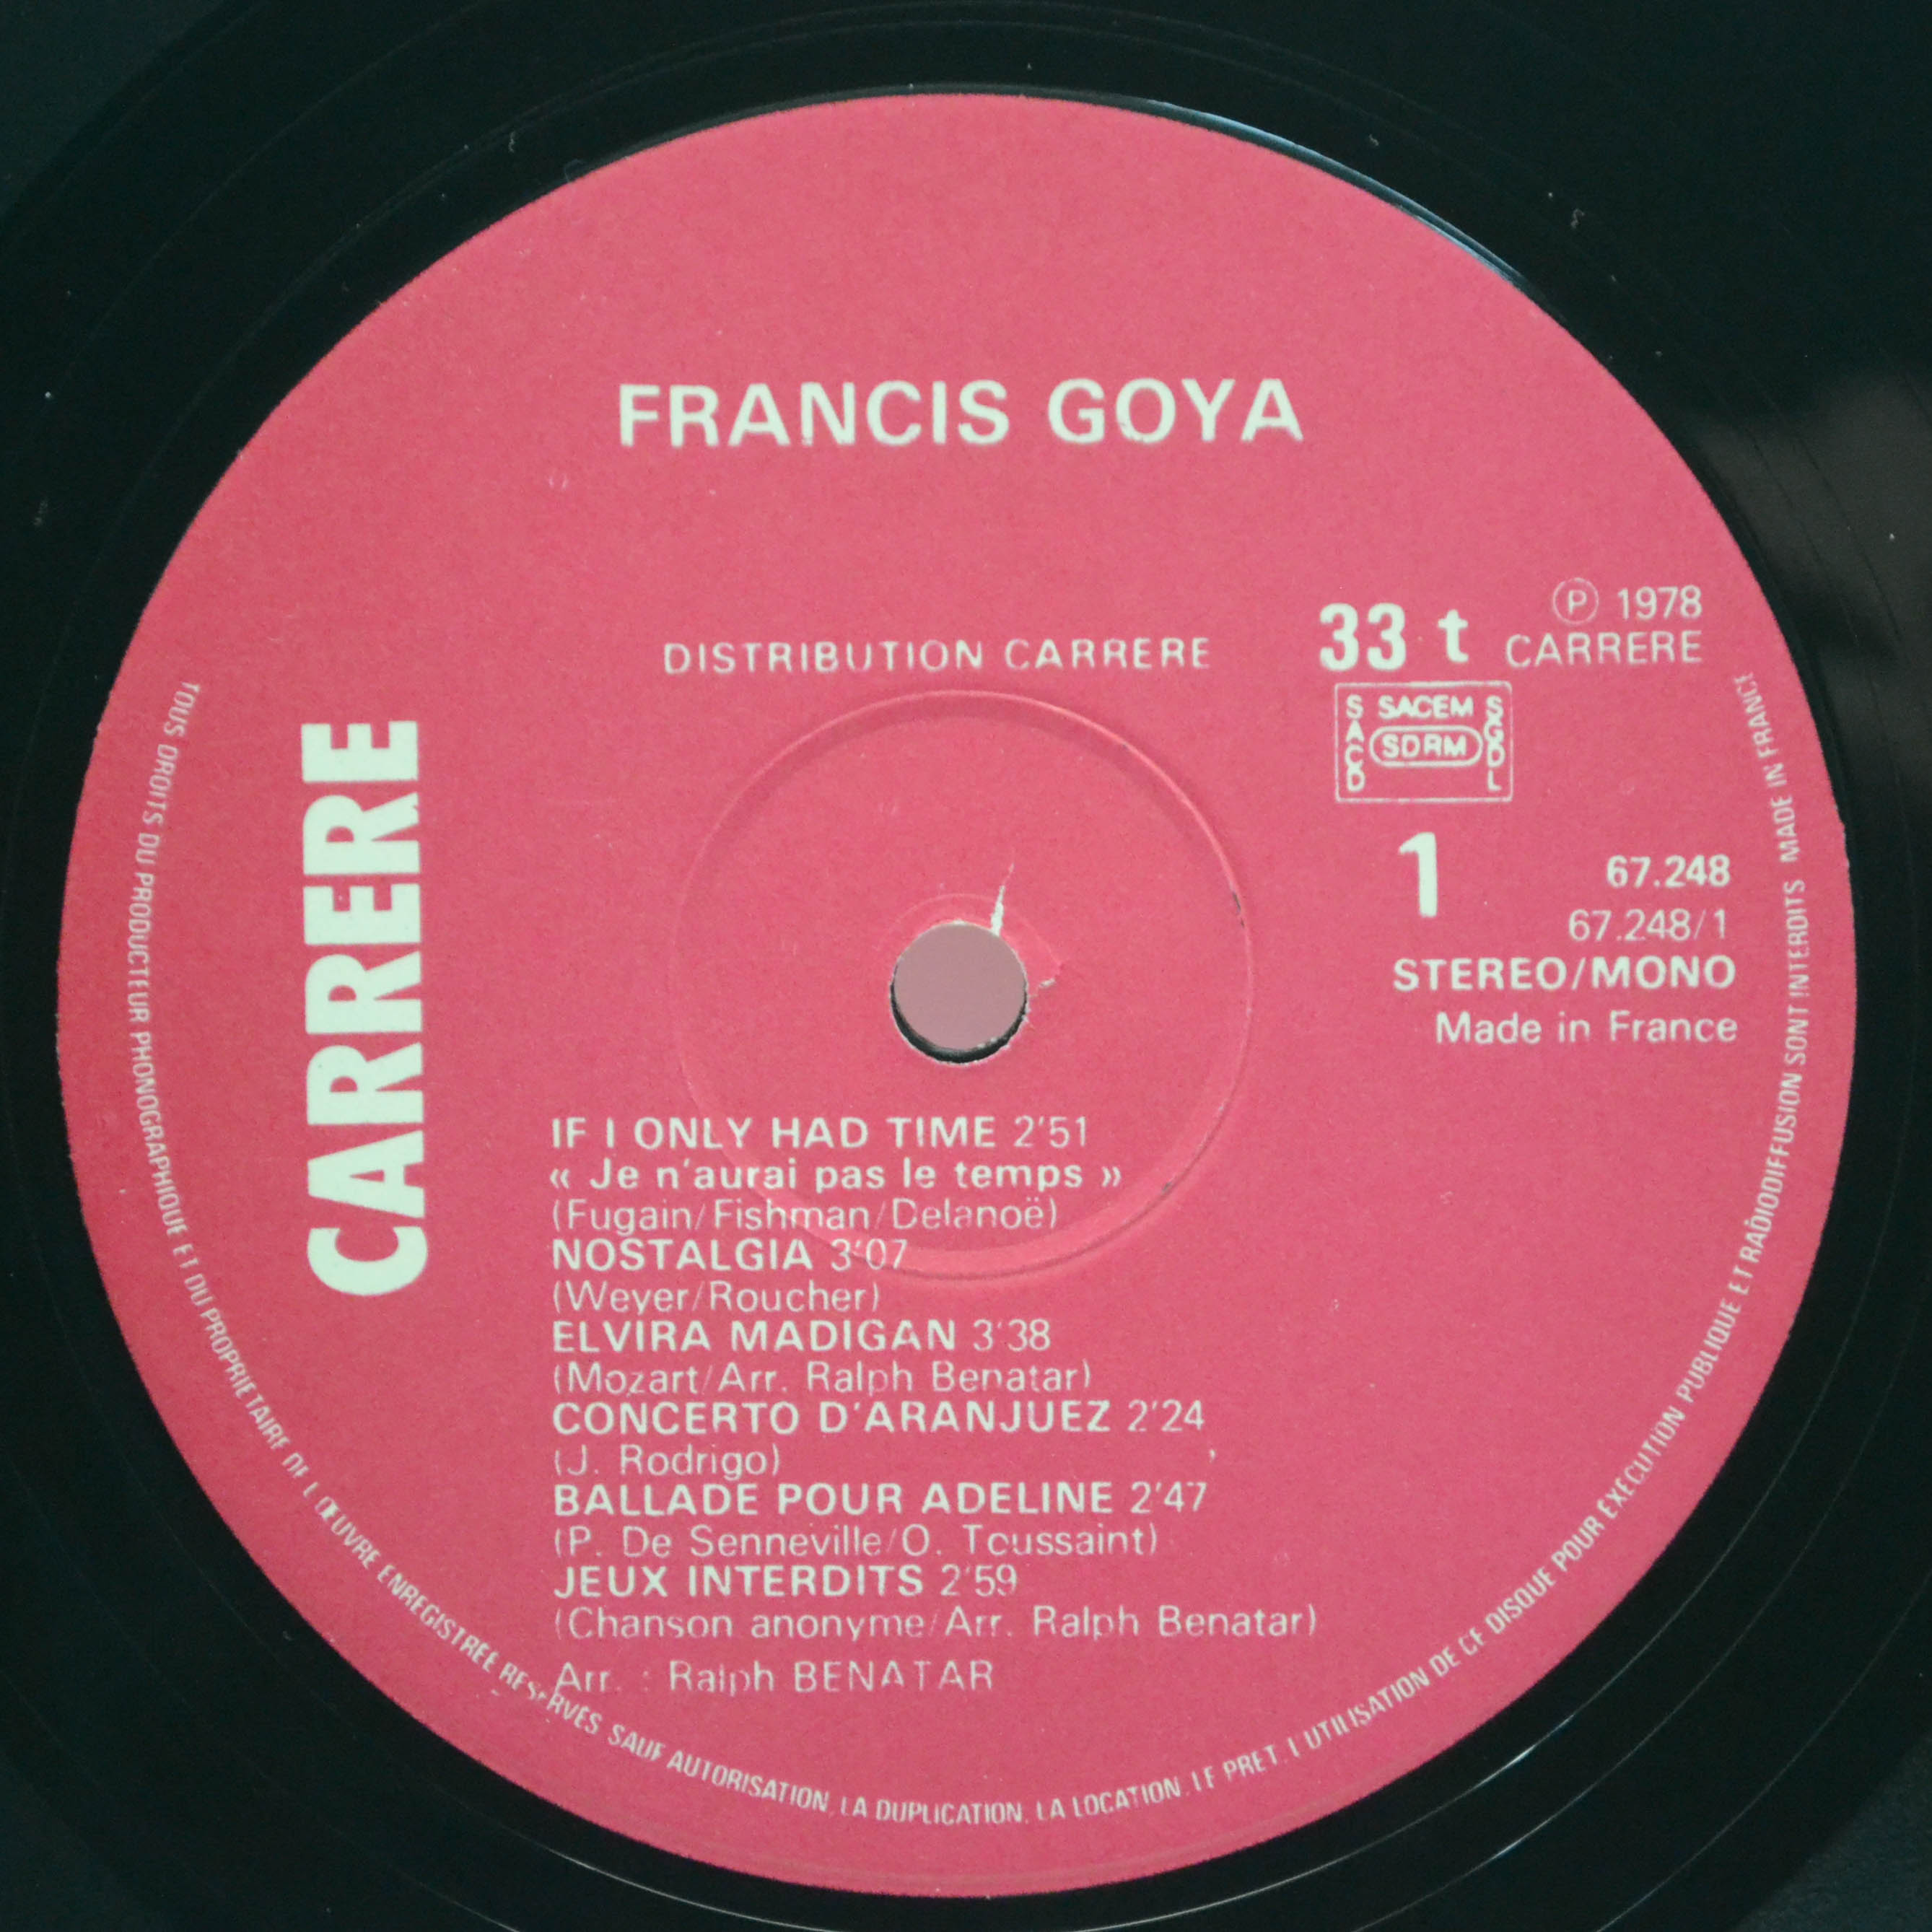 FRANCIS GOYA
DISTRIBUTION CARRERE
33 t
Ⓟ 1978
CARRERE
SACD SACEM SGDL
SDRM
1
67.248
67.248/1
STEREO/MONO
Made in France
CARRERE
IF I ONLY HAD TIME 2'51
« Je n'aurai pas le temps »
(Fugain/Fishman/Delanoë)
NOSTALGIA 3'07
(Weyer/Roucher)
ELVIRA MADIGAN 3'38
(Mozart/Arr. Ralph Benatar)
CONCERTO D'ARANJUEZ 2'24
(J. Rodrigo)
BALLADE POUR ADELINE 2'47
(P. De Senneville/O. Toussaint)
JEUX INTERDITS 2'59
(Chanson anonyme/Arr. Ralph Benatar)
Arr. : Ralph BENATAR
TOUS DROITS DU PRODUCTEUR PHONOGRAPHIQUE ET DU PROPRIETAIRE DE L'ŒUVRE ENREGISTREE RESERVES SAUF AUTORISATION, LA DUPLICATION, LA LOCATION, LE PRET, L'UTILISATION DE CE DISQUE POUR EXECUTION PUBLIQUE ET RADIODIFFUSION SONT INTERDITS MADE IN FRANCE